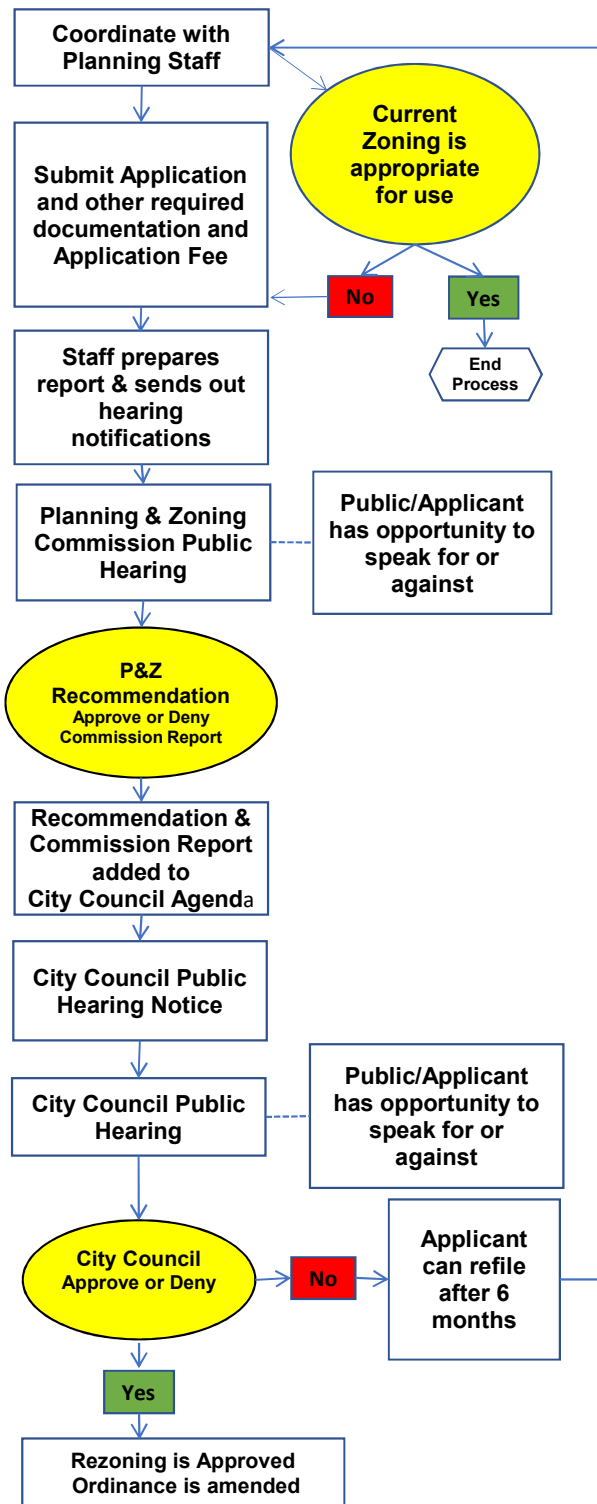 Coordinate with
Planning Staff
Current
Zoning is
appropriate
for use
Submit Application
and other required
documentation and
Application Fee
No
Yes
End
Process
Staff prepares
report & sends out
hearing
notifications
Planning & Zoning
Commission Public
Hearing
Public/Applicant
has opportunity to
speak for or
against
P&Z
Recommendation
Approve or Deny
Commission Report
Recommendation &
Commission Report
added to
City Council Agenda
City Council Public
Hearing Notice
City Council Public
Hearing
Public/Applicant
has opportunity to
speak for or
against
City Council
Approve or Deny
No
Applicant
can refile
after 6
months
Yes
Rezoning is Approved
Ordinance is amended